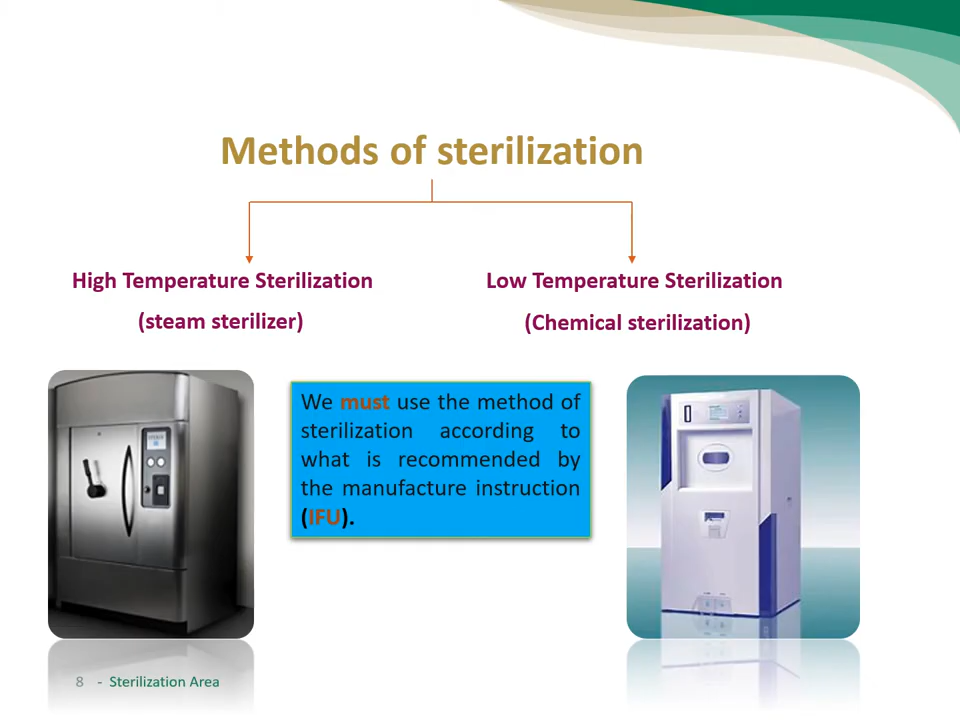 Methods of sterilization
High Temperature Sterilization
(steam sterilizer)
Low Temperature Sterilization
(Chemical sterilization)
We must use the method of
sterilization according to
what is recommended by
the manufacture instruction
(IFU).
8 - Sterilization Area